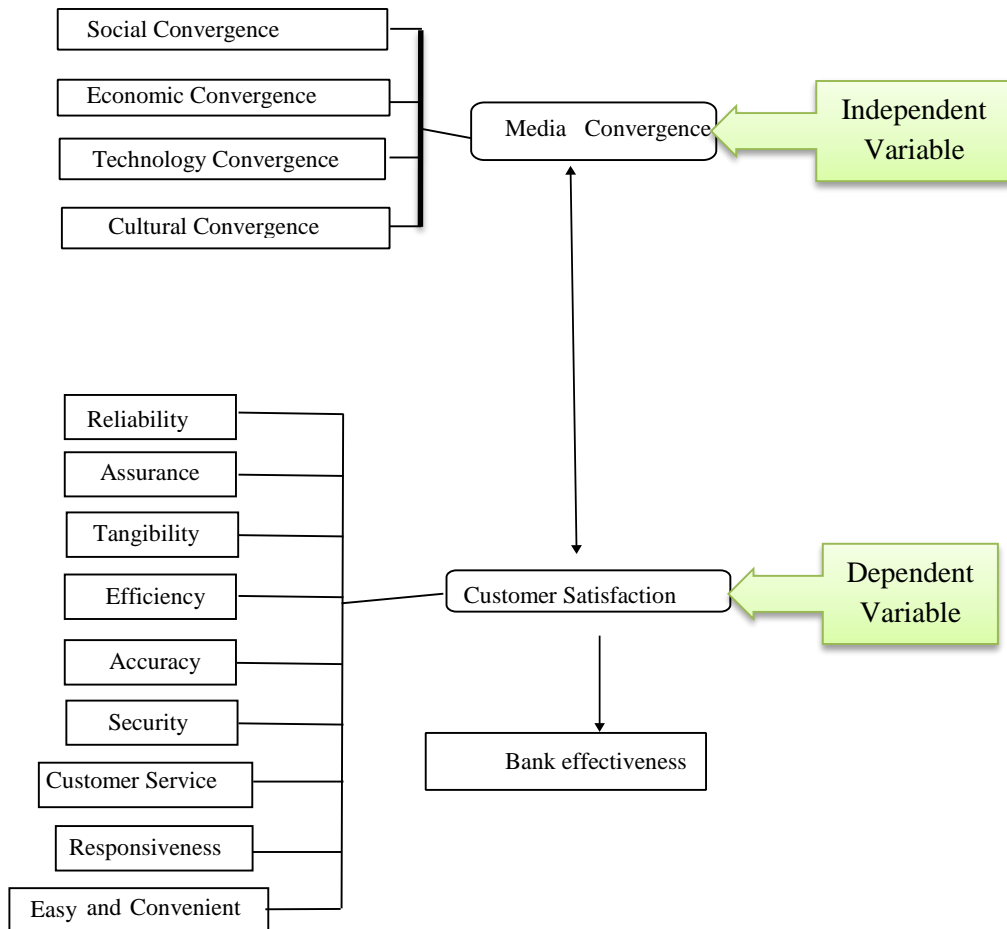 Social Convergence
Economic Convergence
Technology Convergence
Cultural Convergence
Media Convergence
Independent
Variable
Reliability
Assurance
Tangibility
Efficiency
Accuracy
Security
Customer Service
Responsiveness
Easy and Convenient
Customer Satisfaction
Dependent
Variable
Bank effectiveness